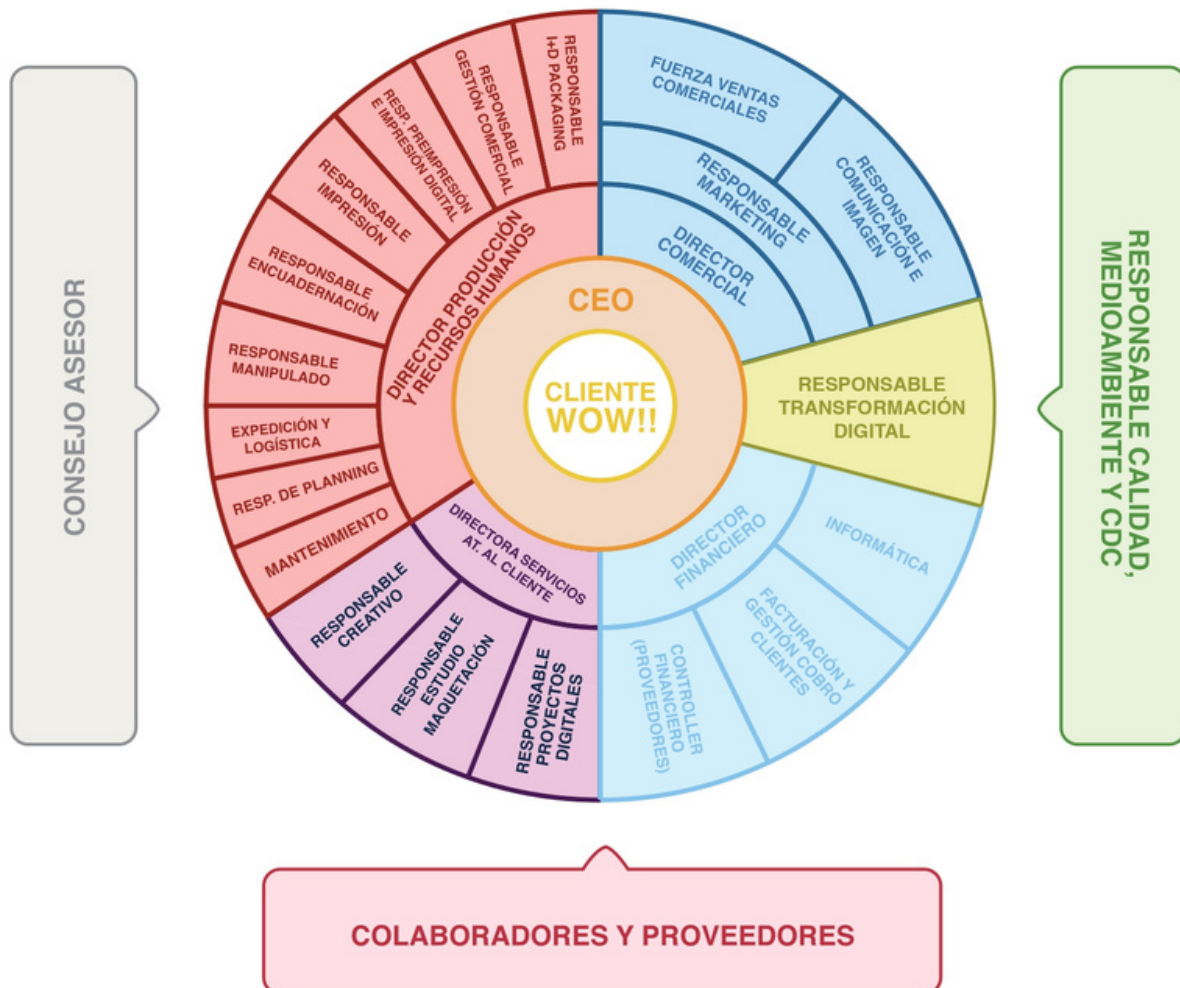 CONSEJO ASESOR
RESPONSABLE
I+D PACKAGING
RESPONSABLE
GESTIÓN COMERCIAL
RESP. PREIMPRESIÓN
E IMPRESIÓN DIGITAL
RESPONSABLE
IMPRESIÓN
RESPONSABLE
ENCUADERNACIÓN
RESPONSABLE
MANIPULADO
EXPEDICIÓN Y
LOGÍSTICA
RESP. DE PLANNING
MANTENIMIENTO
DIRECTOR PRODUCCIÓN
Y RECURSOS HUMANOS
FUERZA VENTAS
COMERCIALES
RESPONSABLE
COMUNICACIÓN E
IMAGEN
RESPONSABLE
MARKETING
DIRECTOR
COMERCIAL
CEO
CLIENTE
WOW!!
RESPONSABLE
TRANSFORMACIÓN
DIGITAL
DIRECTORA SERVICIOS
AT. AL CLIENTE
RESPONSABLE
CREATIVO
RESPONSABLE
ESTUDIO
MAQUETACIÓN
RESPONSABLE
PROYECTOS
DIGITALES
DIRECTOR
FINANCIERO
INFORMÁTICA
FACTURACIÓN Y
GESTIÓN COBRO
CLIENTES
CONTROLLER
FINANCIERO
(PROVEEDORES)
RESPONSABLE CALIDAD,
MEDIOAMBIENTE Y CDC
COLABORADORES Y PROVEEDORES